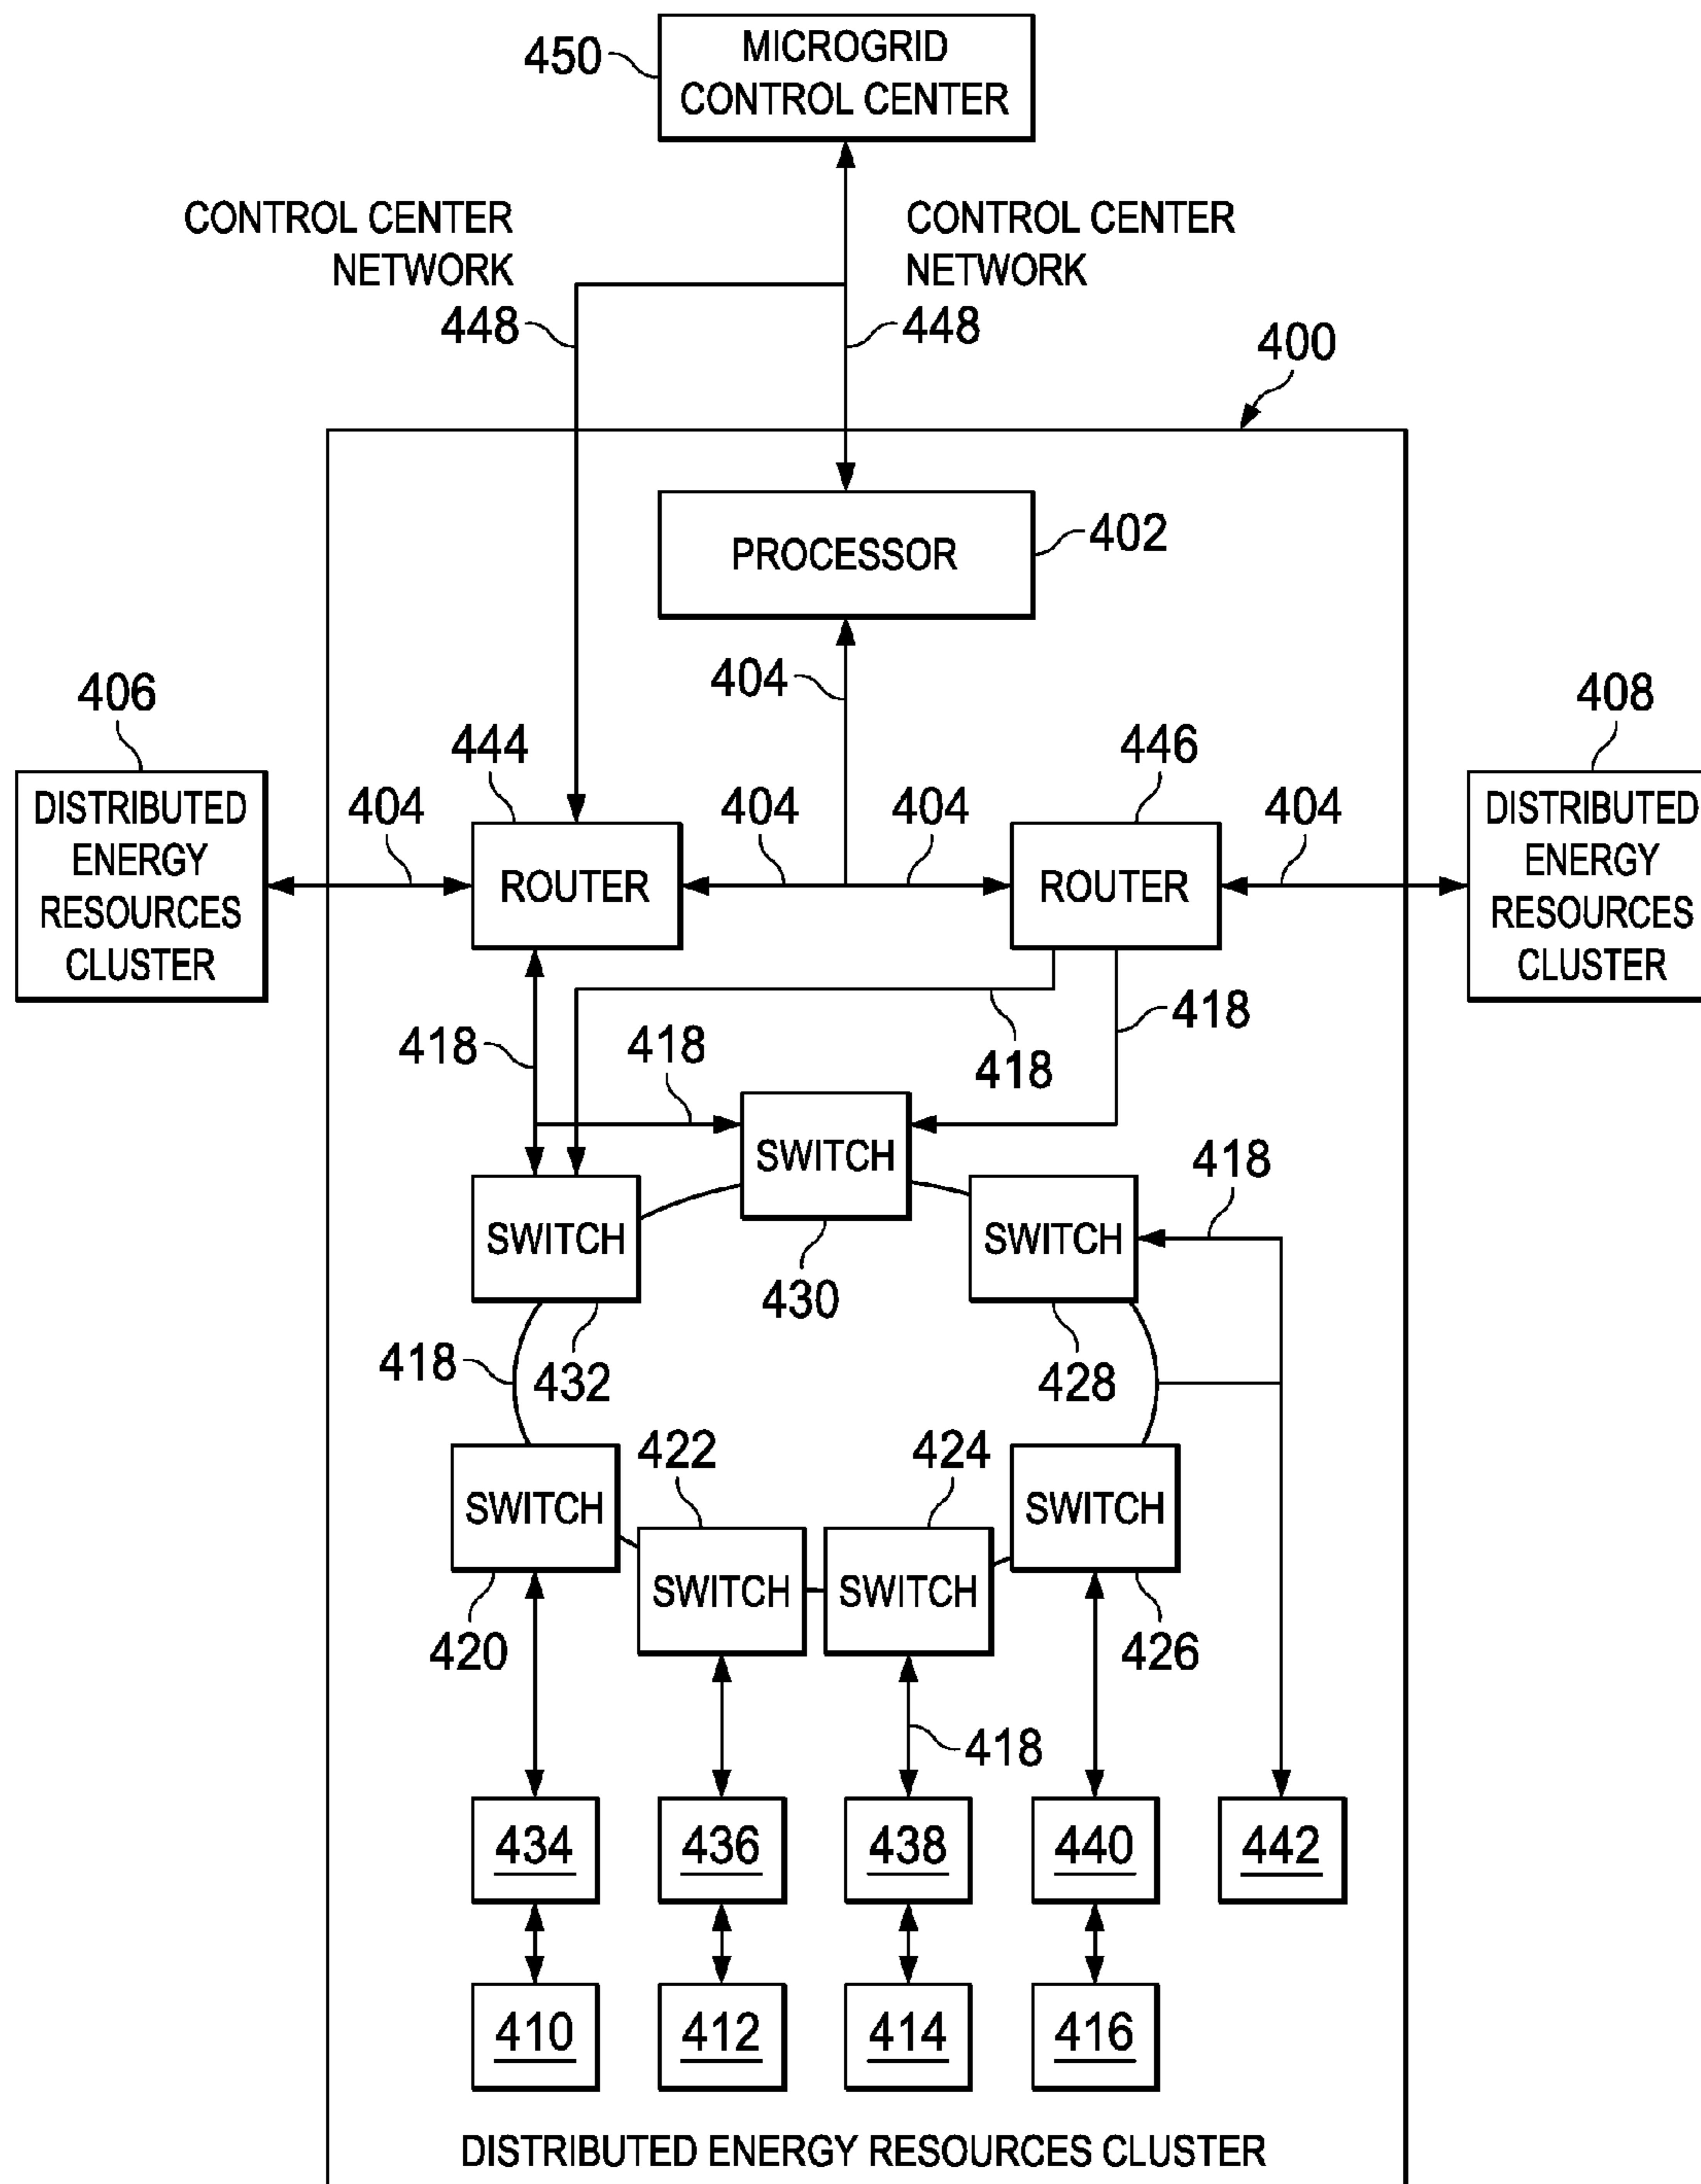 450
MICROGRID
CONTROL CENTER
CONTROL CENTER
NETWORK
448
CONTROL CENTER
NETWORK
448
400
PROCESSOR
402
404
406
DISTRIBUTED
ENERGY
RESOURCES
CLUSTER
404
444
ROUTER
404
404
446
ROUTER
404
408
DISTRIBUTED
ENERGY
RESOURCES
CLUSTER
418
418
418
418
SWITCH
430
SWITCH
432
SWITCH
428
418
418
SWITCH
420
422
SWITCH
424
SWITCH
SWITCH
426
418
434
436
438
440
442
410
412
414
416
DISTRIBUTED ENERGY RESOURCES CLUSTER